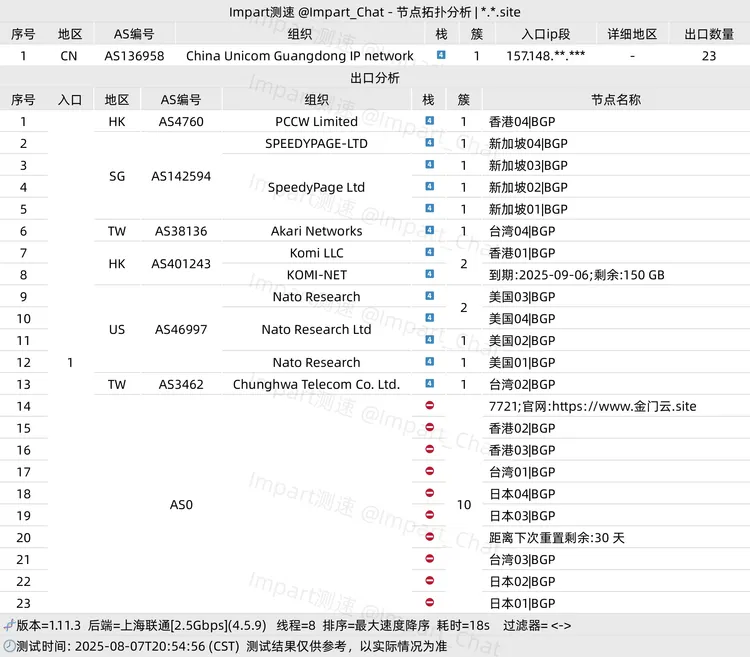 Impart测速 @Impart_Chat - 节点拓扑分析 | *.*.site
序号 地区 AS编号 组织 栈 簇 入口ip段 详细地区 出口数量
1 CN AS136958 China Unicom Guangdong IP network 4 1 157.148.**.*** - 23
出口分析
序号 入口 地区 AS编号 组织 栈 簇 节点名称
1 HK AS4760 PCCW Limited 4 1 香港04|BGP
2 SPEEDYPAGE-LTD 4 1 新加坡04|BGP
3 4 1 新加坡03|BGP
SG AS142594
4 SpeedyPage Ltd 4 1 新加坡02|BGP
5 4 1 新加坡01|BGP
6 TW AS38136 Akari Networks 4 1 台湾04|BGP
7 Komi LLC 4 香港01|BGP
HK AS401243 2
8 KOMI-NET 4 到期:2025-09-06;剩余:150 GB
9 Nato Research 4 美国03|BGP
2
10 4 美国04|BGP
US AS46997 Nato Research Ltd
11 4 1 美国02|BGP
12 1 Nato Research 4 1 美国01|BGP
13 TW AS3462 Chunghwa Telecom Co. Ltd. 4 1 台湾02|BGP
14 7721;官网:https://www.金门云.site
15 香港02|BGP
16 香港03|BGP
17 台湾01|BGP
18 日本04|BGP
AS0 10
19 日本03|BGP
20 距离下次重置剩余:30 天
21 台湾03|BGP
22 日本02|BGP
23 日本01|BGP
版本=1.11.3 后端=上海联通[2.5Gbps](4.5.9) 线程=8 排序=最大速度降序 耗时=18s 过滤器= <->
测试时间: 2025-08-07T20:54:56 (CST) 测试结果仅供参考，以实际情况为准